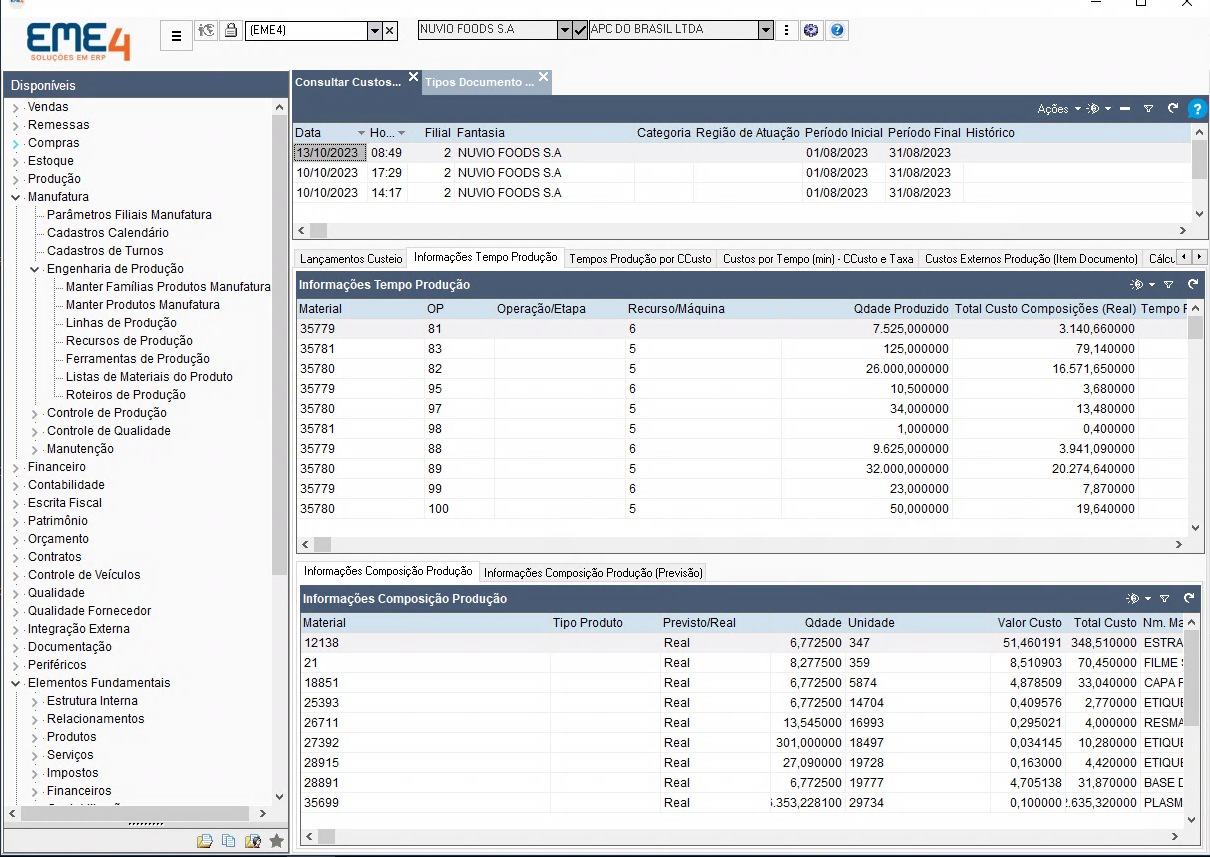 EME4
SOLUÇÕES EM ERP
(EME4)
NUVIO FOODS S.A
APC DO BRASIL LTDA
Disponíveis
Vendas
Remessas
Compras
Estoque
Produção
Manufatura
Parâmetros Filiais Manufatura
Cadastros Calendário
Cadastros de Turnos
Engenharia de Produção
Manter Famílias Produtos Manufatura
Manter Produtos Manufatura
Linhas de Produção
Recursos de Produção
Ferramentas de Produção
Listas de Materiais do Produto
Roteiros de Produção
Controle de Produção
Controle de Qualidade
Manutenção
Financeiro
Contabilidade
Escrita Fiscal
Patrimônio
Orçamento
Contratos
Controle de Veículos
Qualidade
Qualidade Fornecedor
Integração Externa
Documentação
Periféricos
Elementos Fundamentais
Estrutura Interna
Relacionamentos
Produtos
Serviços
Impostos
Financeiros
Consultar Custos... Tipos Documento ...
Ações
Data Ho... Filial Fantasia Categoria Região de Atuação Período Inicial Período Final Histórico
13/10/2023 08:49 2 NUVIO FOODS S.A 01/08/2023 31/08/2023
10/10/2023 17:29 2 NUVIO FOODS S.A 01/08/2023 31/08/2023
10/10/2023 14:17 2 NUVIO FOODS S.A 01/08/2023 31/08/2023
Lançamentos Custeio Informações Tempo Produção Tempos Produção por CCusto Custos por Tempo (min) - CCusto e Taxa Custos Externos Produção (Item Documento) Cálcu
Informações Tempo Produção
Material OP Operação/Etapa Recurso/Máquina Qdade Produzido Total Custo Composições (Real) Tempo F
35779 81 6 7.525,000000 3.140,660000
35781 83 5 125,000000 79,140000
35780 82 5 26.000,000000 16.571,650000
35779 95 6 10,500000 3,680000
35780 97 5 34,000000 13,480000
35781 98 5 1,000000 0,400000
35779 88 6 9.625,000000 3.941,090000
35780 89 5 32.000,000000 20.274,640000
35779 99 6 23,000000 7,870000
35780 100 5 50,000000 19,640000
Informações Composição Produção Informações Composição Produção (Previsão)
Informações Composição Produção
Material Tipo Produto Previsto/Real Qdade Unidade Valor Custo Total Custo Nm. Ma
12138 Real 6,772500 347 51,460191 348,510000 ESTRA
21 Real 8,277500 359 8,510903 70,450000 FILME
18851 Real 6,772500 5874 4,878509 33,040000 CAPA F
25393 Real 6,772500 14704 0,409576 2,770000 ETIQUE
26711 Real 13,545000 16993 0,295021 4,000000 RESMA
27392 Real 301,000000 18497 0,034145 10,280000 ETIQUE
28915 Real 27,090000 19728 0,163000 4,420000 ETIQUE
28891 Real 6,772500 19777 4,705138 31,870000 BASE D
35699 Real .353,228100 29734 0,100000 .635,320000 PLASM